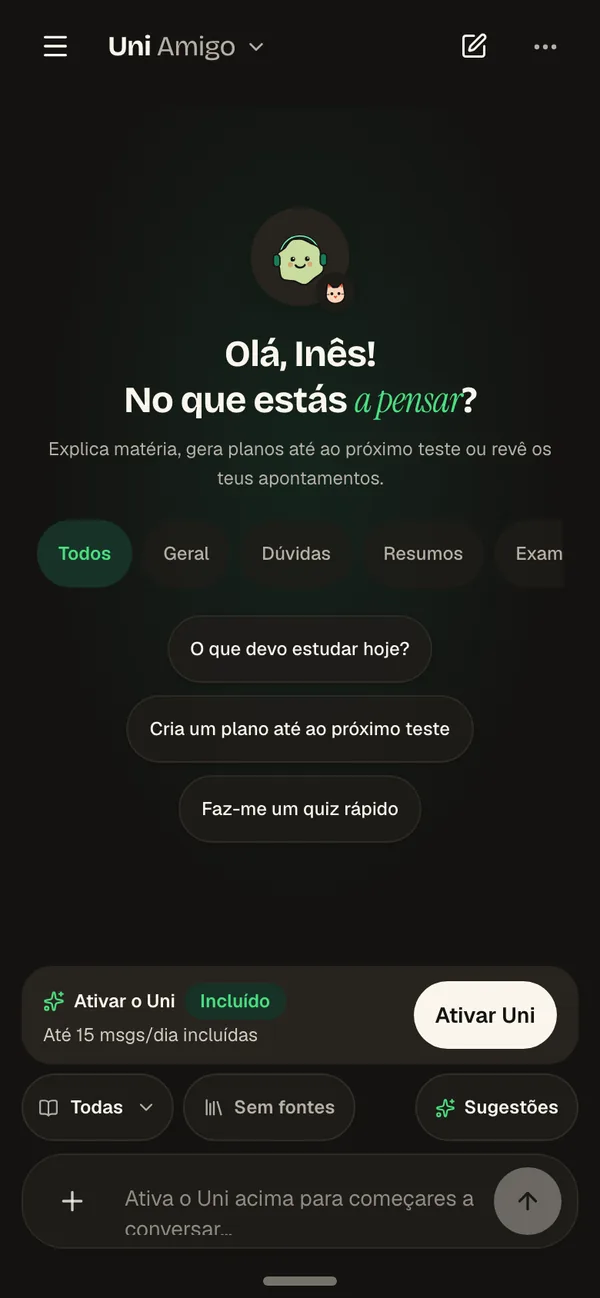 Uni Amigo
Olá, Inês!
No que estás a pensar?
Explica matéria, gera planos até ao próximo teste ou revê os
teus apontamentos.
Todos Geral Dúvidas Resumos Exam
O que devo estudar hoje?
Cria um plano até ao próximo teste
Faz-me um quiz rápido
Ativar o Uni Incluído
Até 15 msgs/dia incluídas
Ativar Uni
Todas Sem fontes Sugestões
Ativa o Uni acima para começares a
conversar...